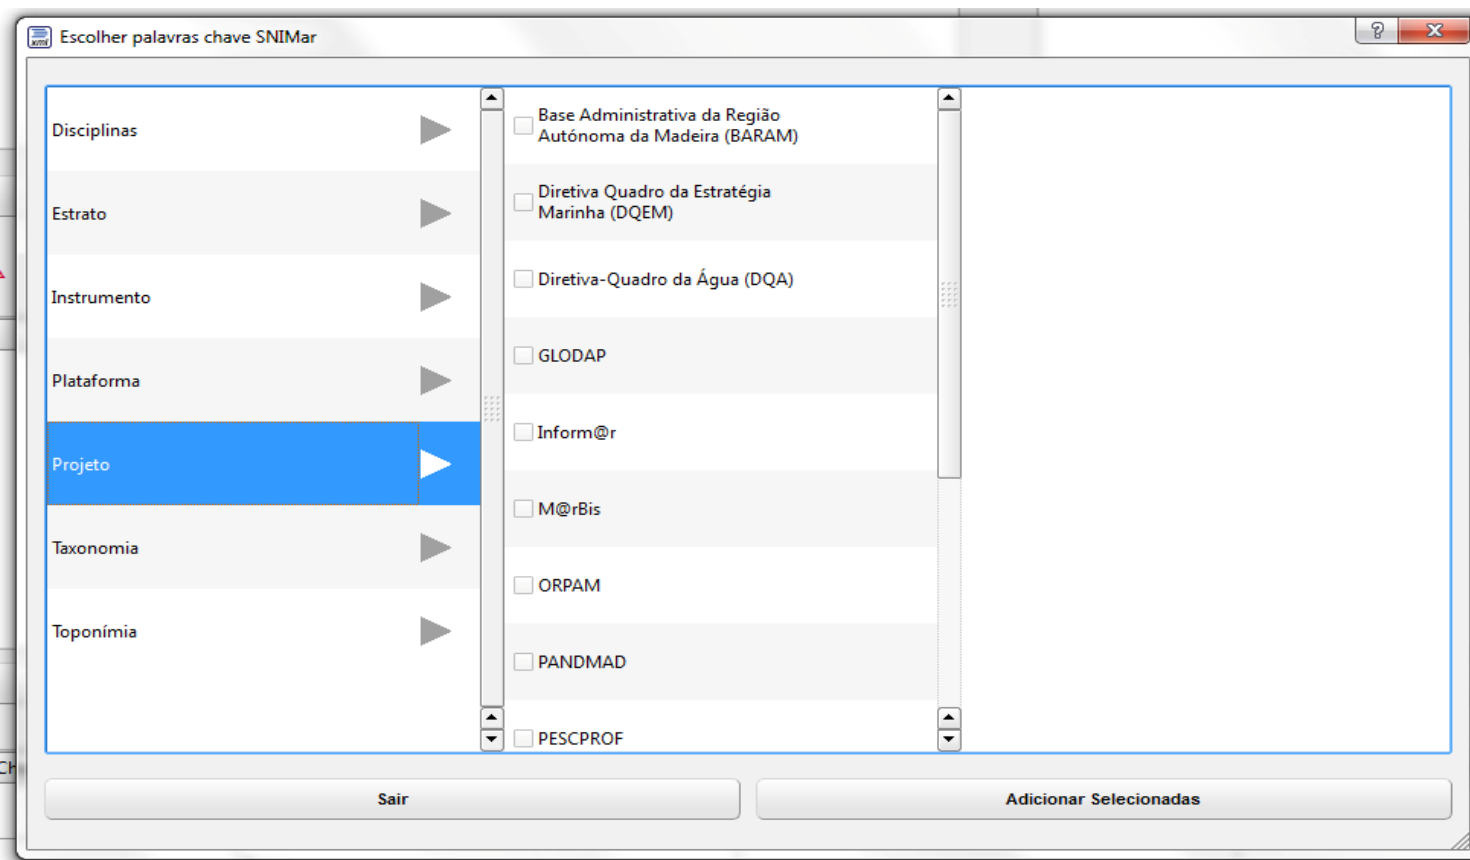 Escolher palavras chave SNIMar
Disciplinas
Estrato
Instrumento
Plataforma
Projeto
Taxonomia
Toponímia
Base Administrativa da Região
Autónoma da Madeira (BARAM)
Diretiva Quadro da Estratégia
Marinha (DQEM)
Diretiva-Quadro da Água (DQA)
GLODAP
Inform@r
M@rBis
ORPAM
PANDMAD
PESCPROF
Sair
Adicionar Selecionadas